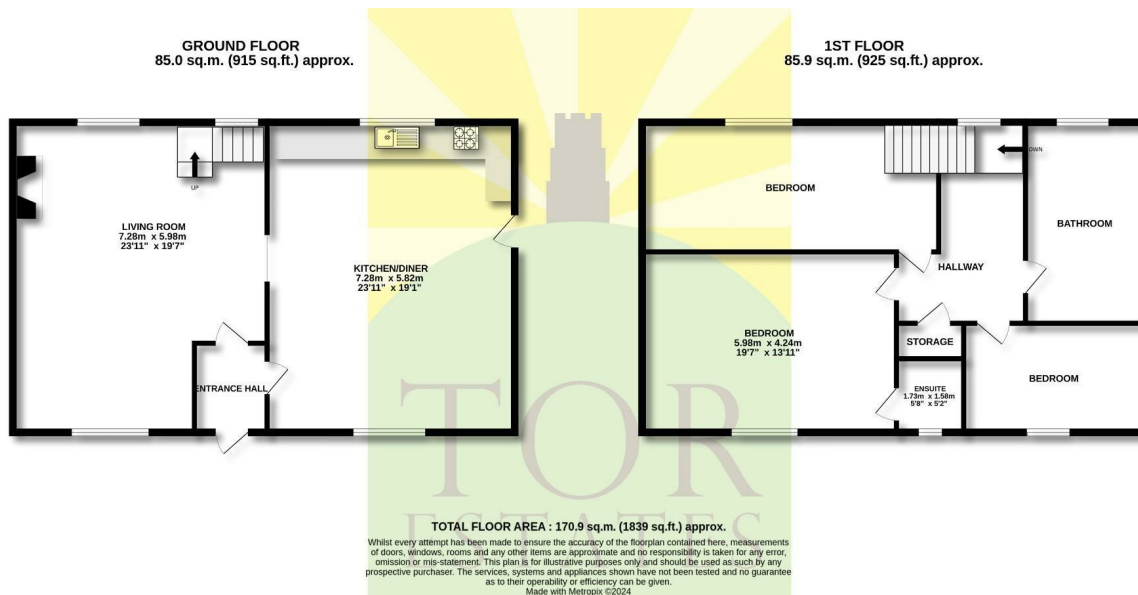 GROUND FLOOR
85.0 sq.m. (915 sq.ft.) approx.
1ST FLOOR
85.9 sq.m. (925 sq.ft.) approx.
UP
LIVING ROOM
7.28m x 5.98m
23'11" x 19'7"
KITCHEN/DINER
7.28m x 5.82m
23'11" x 19'1"
ENTRANCE HALL
DOWN
BEDROOM
BATHROOM
HALLWAY
BEDROOM
5.98m x 4.24m
19'7" x 13'11"
STORAGE
ENSUITE
1.73m x 1.58m
5'8" x 5'2"
BEDROOM
TOR
ESTATES
TOTAL FLOOR AREA : 170.9 sq.m. (1839 sq.ft.) approx.
Whilst every attempt has been made to ensure the accuracy of the floorplan contained here, measurements
of doors, windows, rooms and any other items are approximate and no responsibility is taken for any error,
omission or mis-statement. This plan is for illustrative purposes only and should be used as such by any
prospective purchaser. The services, systems and appliances shown have not been tested and no guarantee
as to their operability or efficiency can be given.
Made with Metropix ©2024